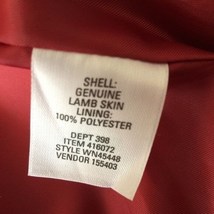 SHELL:
GENUINE
LAMB SKIN
LINING:
100% POLYESTER
DEPT 398
ITEM 416072
STYLE WN45448
VENDOR 155403